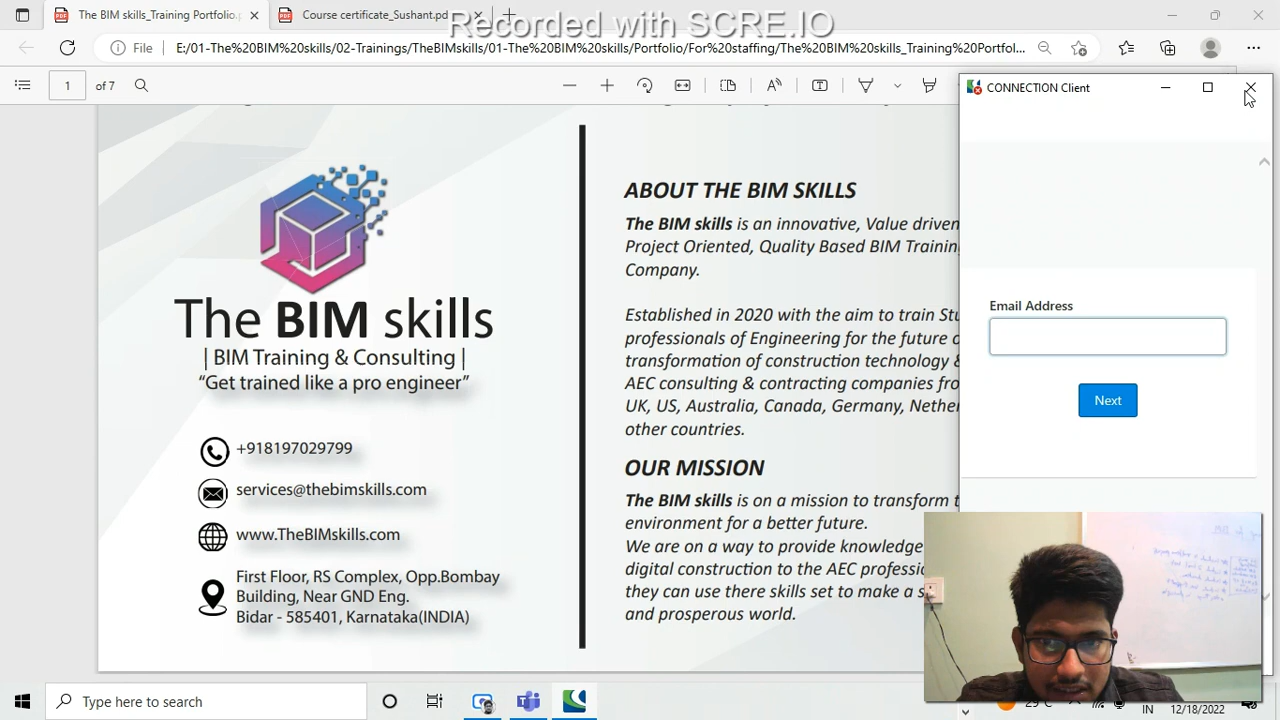 The BIM skills_Training Portfolio.p
Course certificate_Sushant.pd
Recorded with SCRE.IO
File
E:/01-The%20BIM%20skills/02-Trainings/TheBIMskills/01-The%20BIM%20skills/Portfolio/For%20staffing/The%20BIM%20skills_Training%20Portfol...
1 of 7
CONNECTION Client
Email Address
Next
The BIM skills
| BIM Training & Consulting |
“Get trained like a pro engineer”
+918197029799
services@thebimskills.com
www.TheBIMskills.com
First Floor, RS Complex, Opp.Bombay
Building, Near GND Eng.
Bidar - 585401, Karnataka(INDIA)
ABOUT THE BIM SKILLS
The BIM skills is an innovative, Value driven
Project Oriented, Quality Based BIM Training
Company.
Established in 2020 with the aim to train Stu
professionals of Engineering for the future o
transformation of construction technology &
AEC consulting & contracting companies fro
UK, US, Australia, Canada, Germany, Nether
other countries.
OUR MISSION
The BIM skills is on a mission to transform t
environment for a better future.
We are on a way to provide knowledge
digital construction to the AEC profession
they can use there skills set to make a s
and prosperous world.
Type here to search
IN
12/18/2022